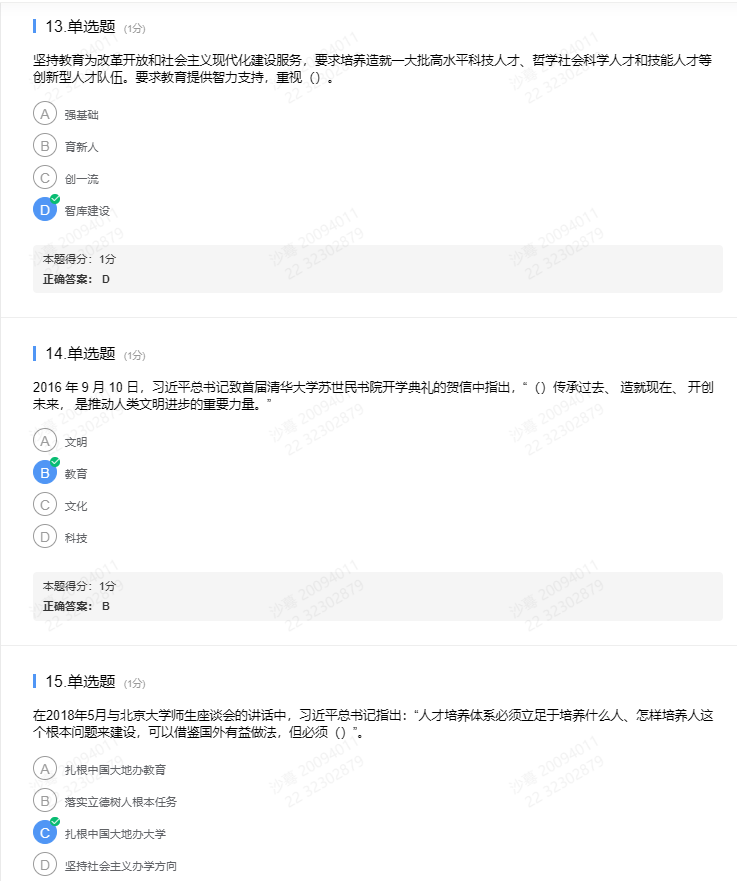 13.单选题 (1分)
坚持教育为改革开放和社会主义现代化建设服务，要求培养造就一大批高水平科技人才、哲学社会科学人才和技能人才等
创新型人才队伍。要求教育提供智力支持，重视（）。
A 强基础
B 育新人
C 创一流
D 智库建设
本题得分： 1分
正确答案： D
14.单选题 (1分)
2016 年 9 月 10 日，习近平总书记致首届清华大学苏世民书院开学典礼的贺信中指出，“（）传承过去、 造就现在、 开创
未来， 是推动人类文明进步的重要力量。”
A 文明
B 教育
C 文化
D 科技
本题得分： 1分
正确答案： B
15.单选题 (1分)
在2018年5月与北京大学师生座谈会的讲话中，习近平总书记指出：“人才培养体系必须立足于培养什么人、怎样培养人这
个根本问题来建设，可以借鉴国外有益做法，但必须（）”。
A 扎根中国大地办教育
B 落实立德树人根本任务
C 扎根中国大地办大学
D 坚持社会主义办学方向
20094011
22 32302879